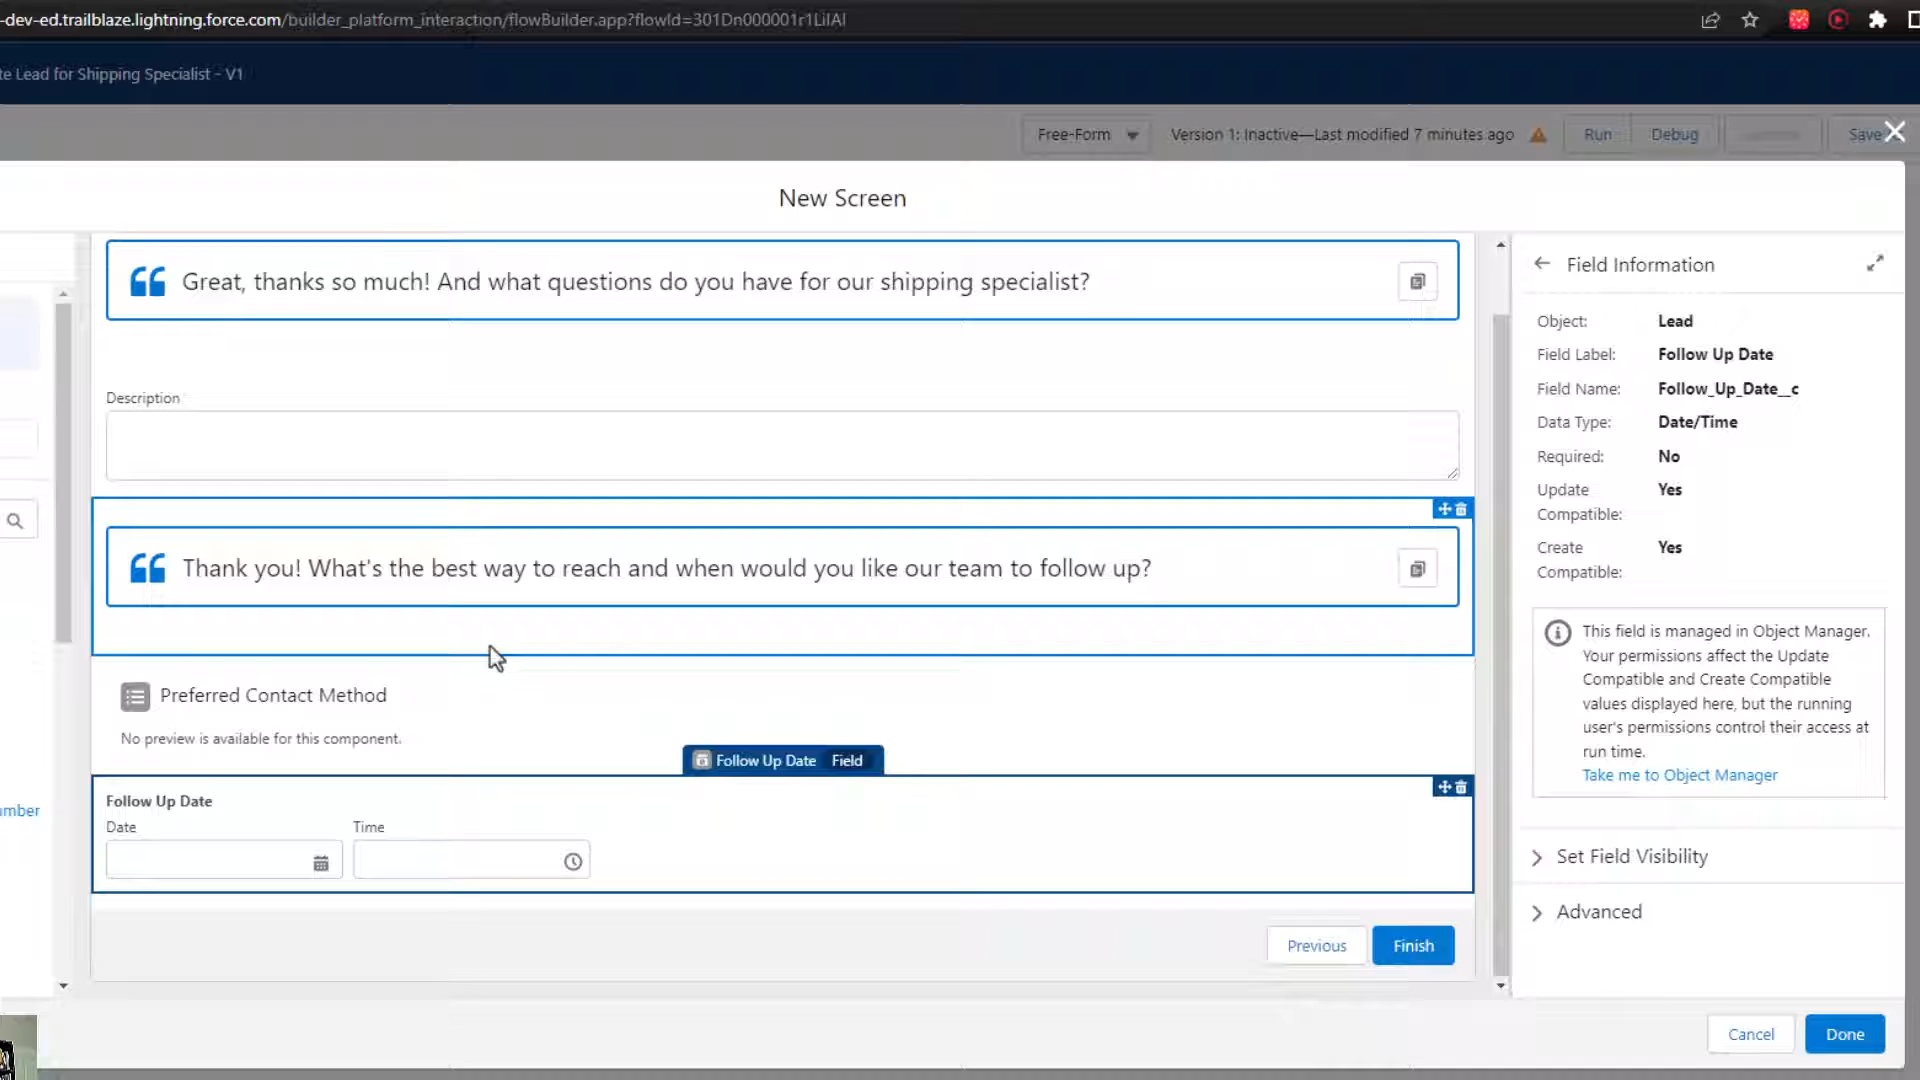 -dev-ed.trailblaze.lightning.force.com/builder_platform_interaction/flowBuilder.app?flowId=301Dn000001r1LiIAI
te Lead for Shipping Specialist - V1
Free-Form
Version 1: Inactive—Last modified 7 minutes ago
Run
Debug
Save
New Screen
Great, thanks so much! And what questions do you have for our shipping specialist?
Description
Thank you! What's the best way to reach and when would you like our team to follow up?
Preferred Contact Method
No preview is available for this component.
Follow Up Date Field
Follow Up Date
Date
Time
Previous
Finish
umber
Field Information
Object: Lead
Field Label: Follow Up Date
Field Name: Follow_Up_Date__c
Data Type: Date/Time
Required: No
Update Yes
Compatible:
Create Yes
Compatible:
This field is managed in Object Manager.
Your permissions affect the Update
Compatible and Create Compatible
values displayed here, but the running
user's permissions control their access at
run time.
Take me to Object Manager
Set Field Visibility
Advanced
Cancel
Done